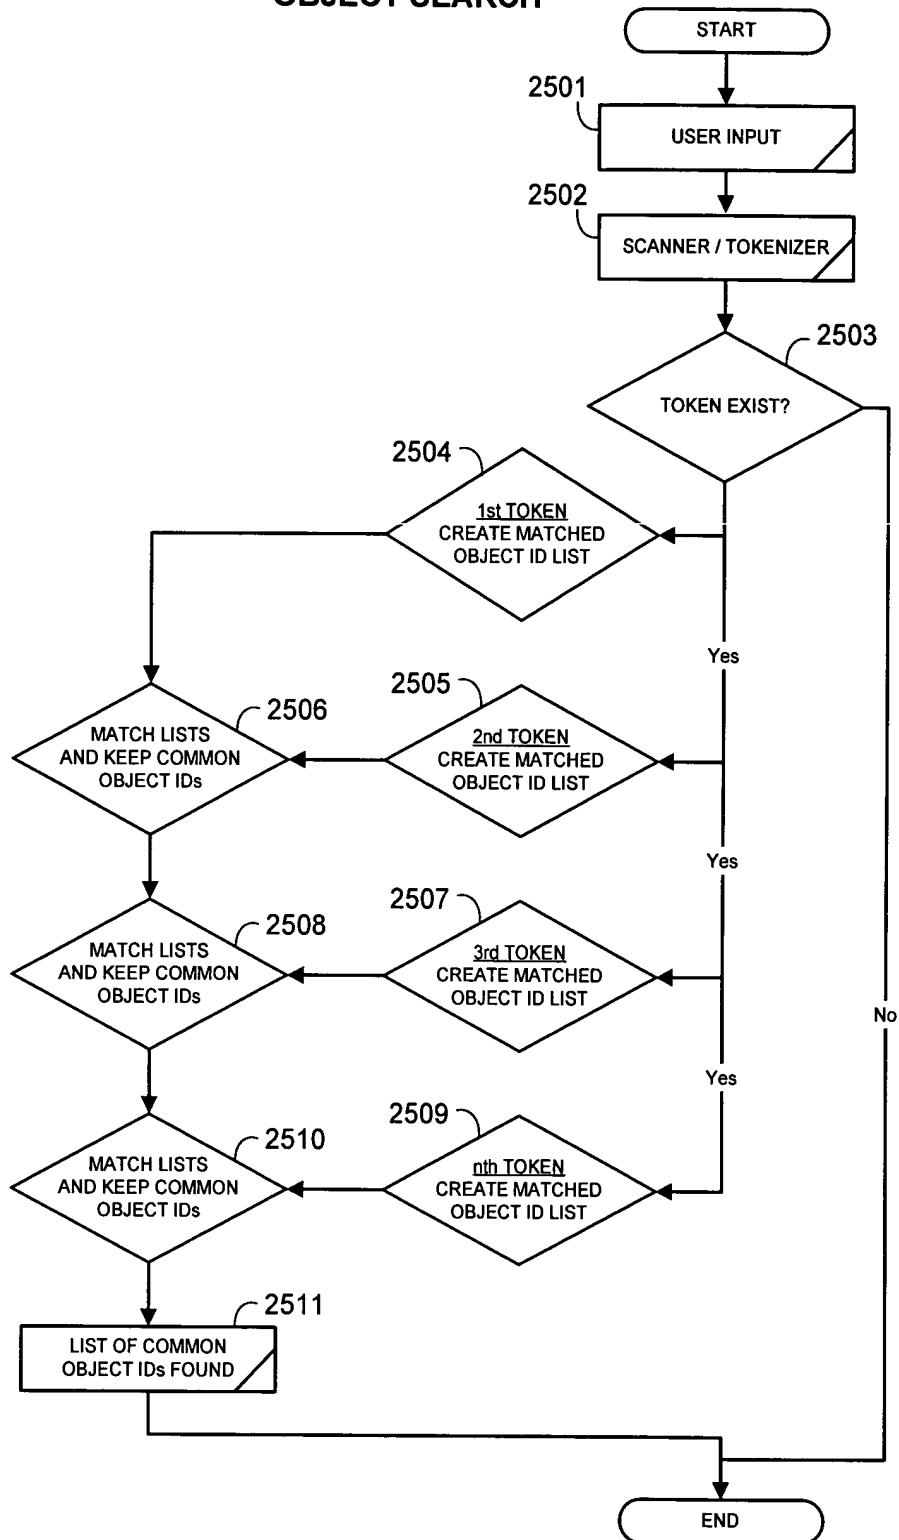 OBJECT SEARCH
START
2501
USER INPUT
2502
SCANNER / TOKENIZER
2503
TOKEN EXIST?
2504
1st TOKEN
CREATE MATCHED
OBJECT ID LIST
Yes
2505
2nd TOKEN
CREATE MATCHED
OBJECT ID LIST
2506
MATCH LISTS
AND KEEP COMMON
OBJECT IDs
Yes
2507
3rd TOKEN
CREATE MATCHED
OBJECT ID LIST
2508
MATCH LISTS
AND KEEP COMMON
OBJECT IDs
No
Yes
2509
nth TOKEN
CREATE MATCHED
OBJECT ID LIST
2510
MATCH LISTS
AND KEEP COMMON
OBJECT IDs
2511
LIST OF COMMON
OBJECT IDs FOUND
END